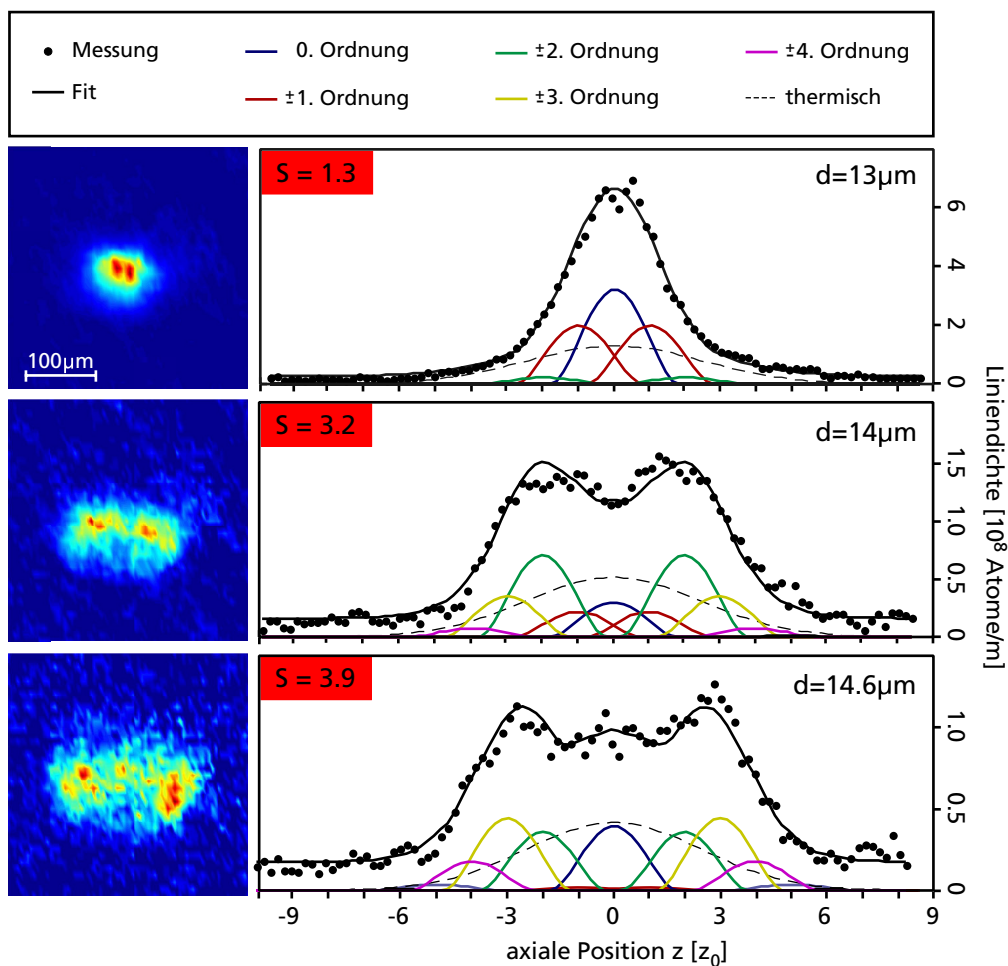 Messung
0. Ordnung
±2. Ordnung
±4. Ordnung
Fit
±1. Ordnung
±3. Ordnung
thermisch
S = 1.3
d=13µm
6
4
2
0
100µm
S = 3.2
d=14µm
1.5
1.0
0.5
0
S = 3.9
d=14.6µm
1.0
0.5
0
Liniendichte [10⁸ Atome/m]
-9 -6 -3 0 3 6 9
axiale Position z [z₀]